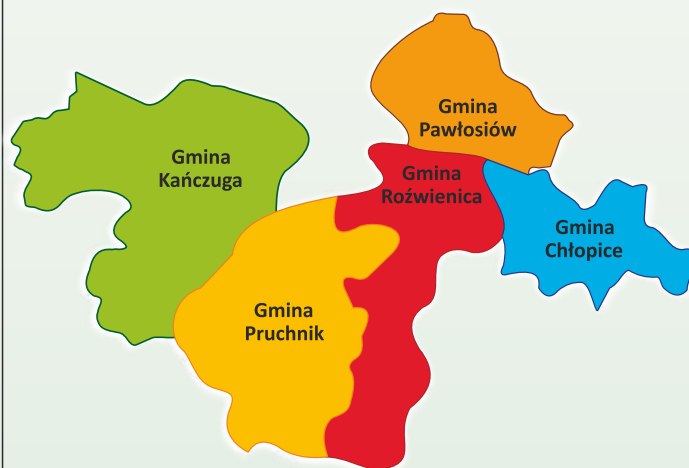 Gmina
Pawłosiów
Gmina
Kańczuga
Gmina
Roźwienica
Gmina
Chłopice
Gmina
Pruchnik